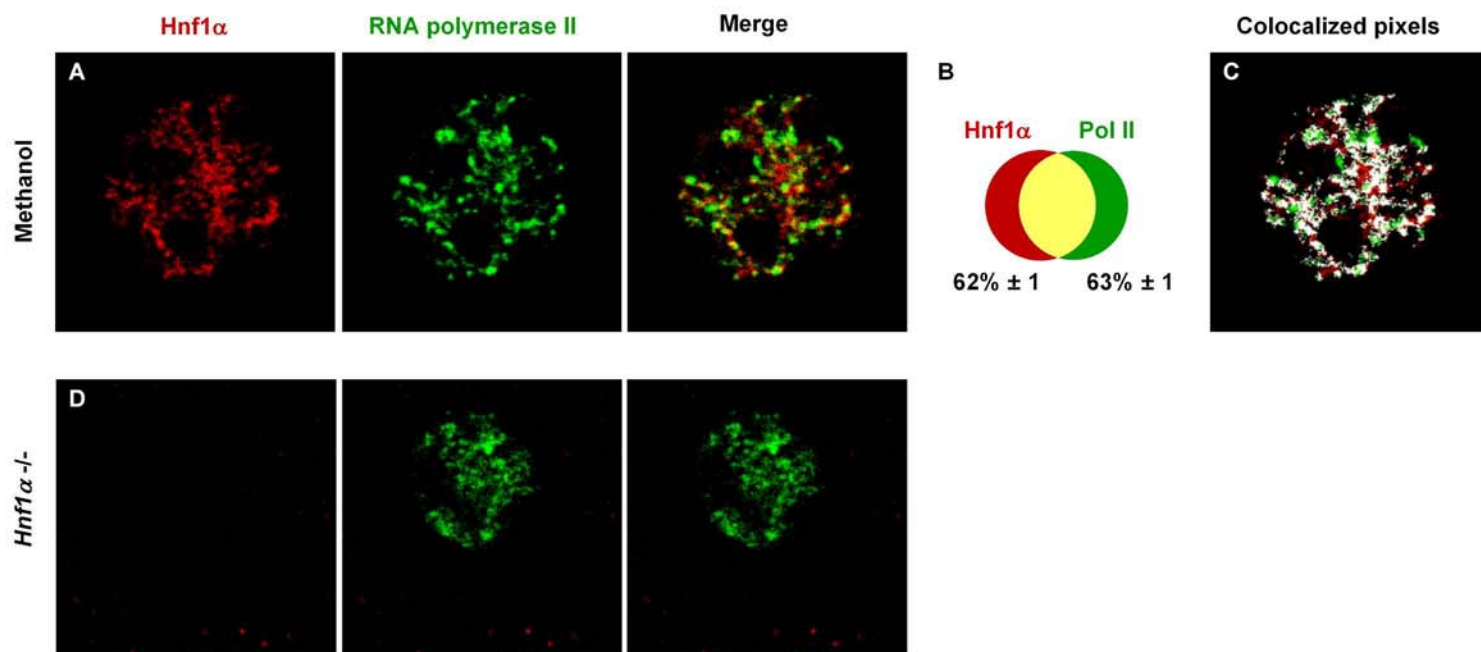 Hnf1α
RNA polymerase II
Merge
Colocalized pixels
Methanol
A
B
Hnf1α
Pol II
62% ± 1
63% ± 1
C
Hnf1α -/-
D